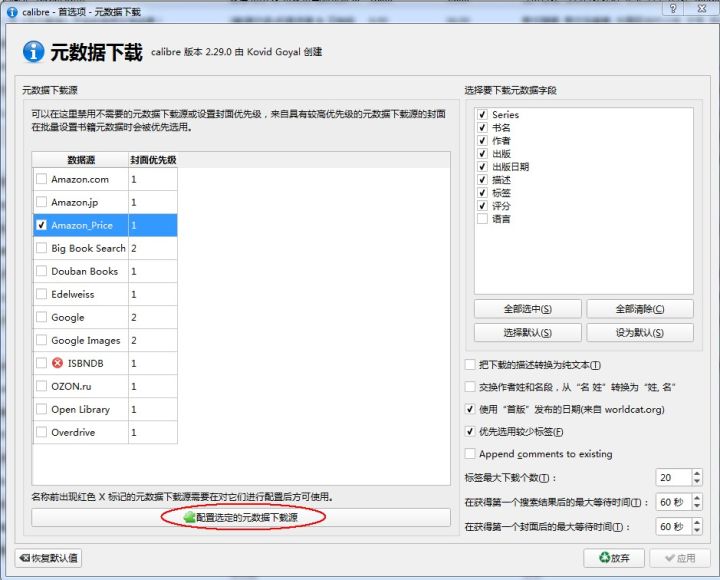 calibre - 首选项 - 元数据下载
元数据下载 calibre 版本 2.29.0 由 Kovid Goyal 创建
元数据下载源
可以在这里禁用不需要的元数据下载源或设置封面优先级，来自具有较高优先级的元数据下载源的封面
在批量设置书籍元数据时会被优先选用。
数据源 封面优先级
Amazon.com 1
Amazon.jp 1
Amazon_Price 1
Big Book Search 2
Douban Books 1
Edelweiss 1
Google 2
Google Images 2
ISBNDB 1
OZON.ru 1
Open Library 1
Overdrive 1
名称前出现红色 X 标记的元数据下载源需要在对它们进行配置后方可使用。
配置选定的元数据下载源
选择要下载元数据字段
Series
书名
作者
出版
出版日期
描述
标签
评分
语言
全部选中(S) 全部清除(C)
选择默认(S) 设为默认(S)
把下载的描述转换为纯文本(T)
交换作者姓和名段，从“名 姓”转换为“姓, 名”
使用“首版”发布的日期(来自 worldcat.org)
优先选用较少标签(F)
Append comments to existing
标签最大下载个数(T)： 20
在获得第一个搜索结果后的最大等待时间(T)： 60 秒
在获得第一个封面后的最大等待时间(T)： 60 秒
恢复默认值 放弃 应用